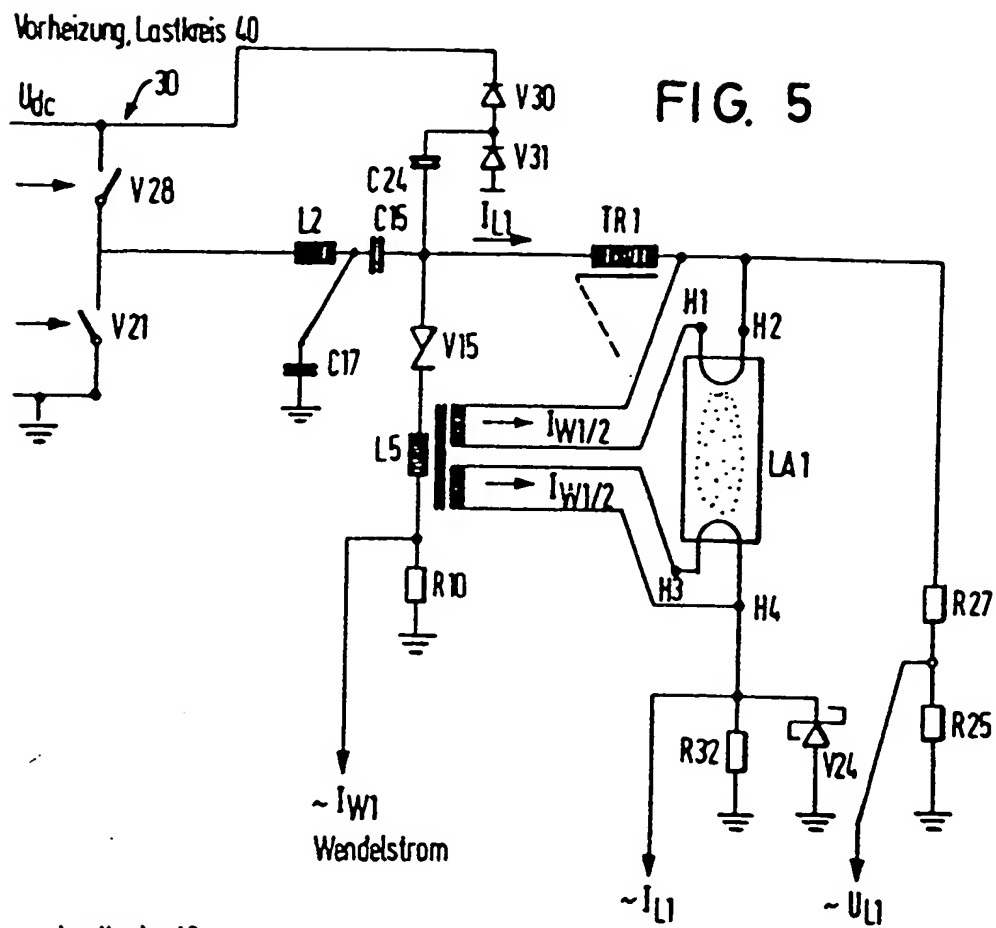 Vorheizung, Lastkreis 40
FIG. 5
30
Udc
V30
V31
V28
C24
L2
C15
IL1
TR1
H1
H2
V21
V15
C17
L5
IW1/2
IW1/2
LA1
H3
H4
R10
R27
R25
R32
V24
~ IW1
Wendelstrom
~ IL1
~ UL1